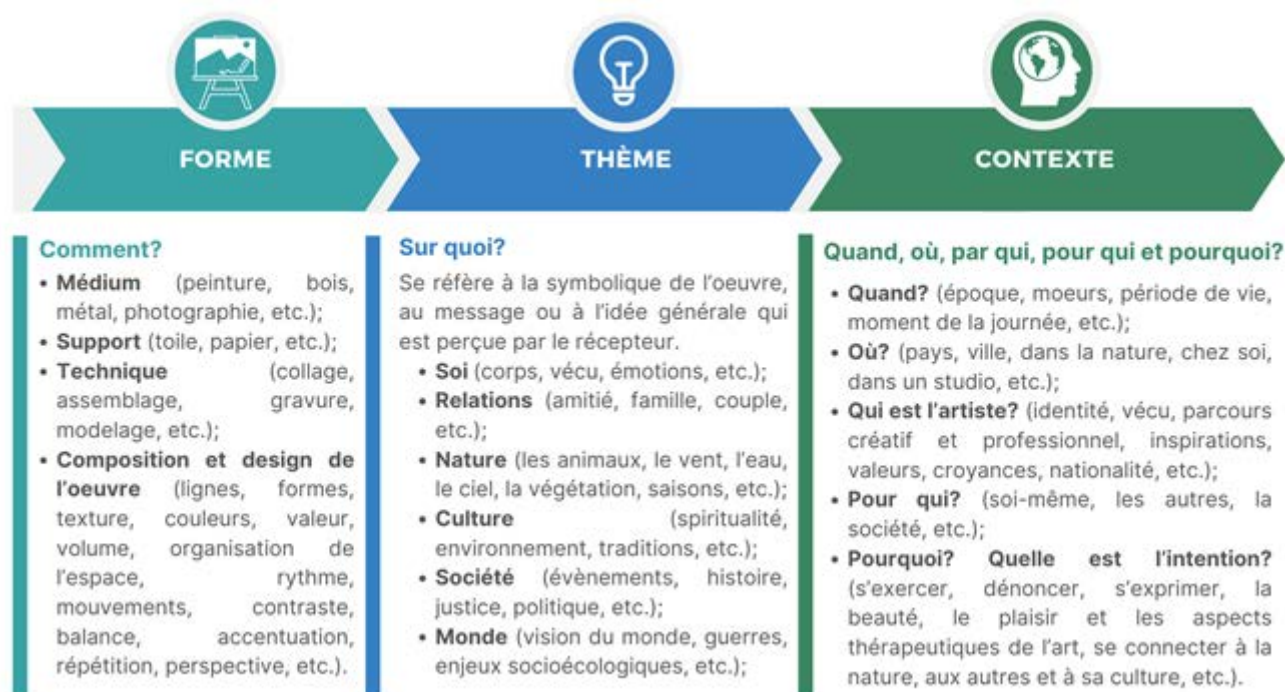 FORME
THÈME
CONTEXTE
Comment?
• Médium (peinture, bois,
métal, photographie, etc.);
• Support (toile, papier, etc.);
• Technique (collage,
assemblage, gravure,
modelage, etc.);
• Composition et design de
l'oeuvre (lignes, formes,
texture, couleurs, valeur,
volume, organisation de
l'espace, rythme,
mouvements, contraste,
balance, accentuation,
répétition, perspective, etc.).
Sur quoi?
Se réfère à la symbolique de l'oeuvre,
au message ou à l'idée générale qui
est perçue par le récepteur.
• Soi (corps, vécu, émotions, etc.);
• Relations (amitié, famille, couple,
etc.);
• Nature (les animaux, le vent, l'eau,
le ciel, la végétation, saisons, etc.);
• Culture (spiritualité,
environnement, traditions, etc.);
• Société (évènements, histoire,
justice, politique, etc.);
• Monde (vision du monde, guerres,
enjeux socioécologiques, etc.);
Quand, où, par qui, pour qui et pourquoi?
• Quand? (époque, moeurs, période de vie,
moment de la journée, etc.);
• Où? (pays, ville, dans la nature, chez soi,
dans un studio, etc.);
• Qui est l'artiste? (identité, vécu, parcours
créatif et professionnel, inspirations,
valeurs, croyances, nationalité, etc.);
• Pour qui? (soi-même, les autres, la
société, etc.);
• Pourquoi? Quelle est l'intention?
(s'exercer, dénoncer, s'exprimer, la
beauté, le plaisir et les aspects
thérapeutiques de l'art, se connecter à la
nature, aux autres et à sa culture, etc.).